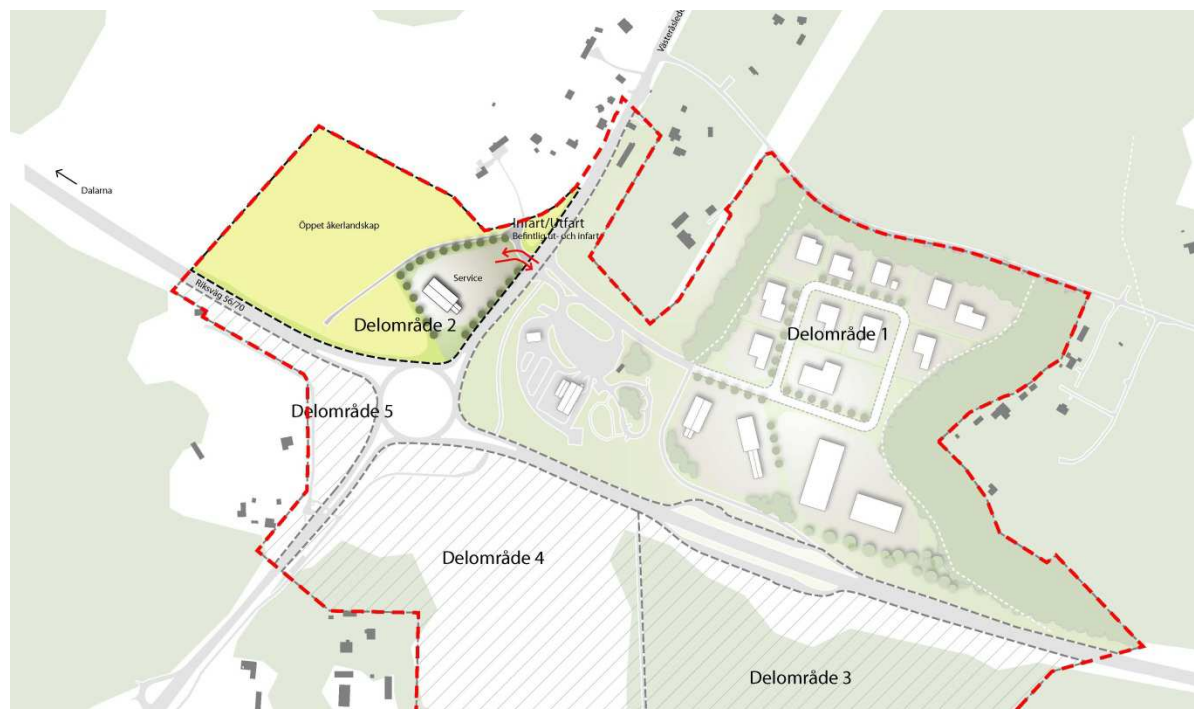 Västeråslede
Dalarna
Öppet åkerlandskap
Infart/Utfart
Befintlig ut- och infart
Riksväg 56/70
Service
Delområde 2
Delområde 1
Delområde 5
Delområde 4
Delområde 3